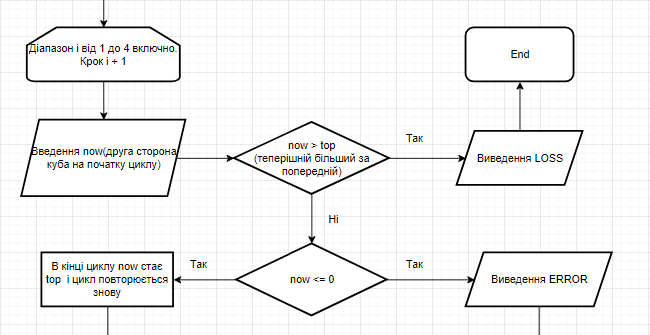 Діапазон і від 1 до 4 включно.
Крок і + 1
End
Введення now(друга сторона
куба на початку циклу)
now > top
(теперішній більший за
попередній)
Так
Виведення LOSS
Ні
В кінці циклу now стає
top і цикл повторюється
знову
Так
now <= 0
Так
Виведення ERROR